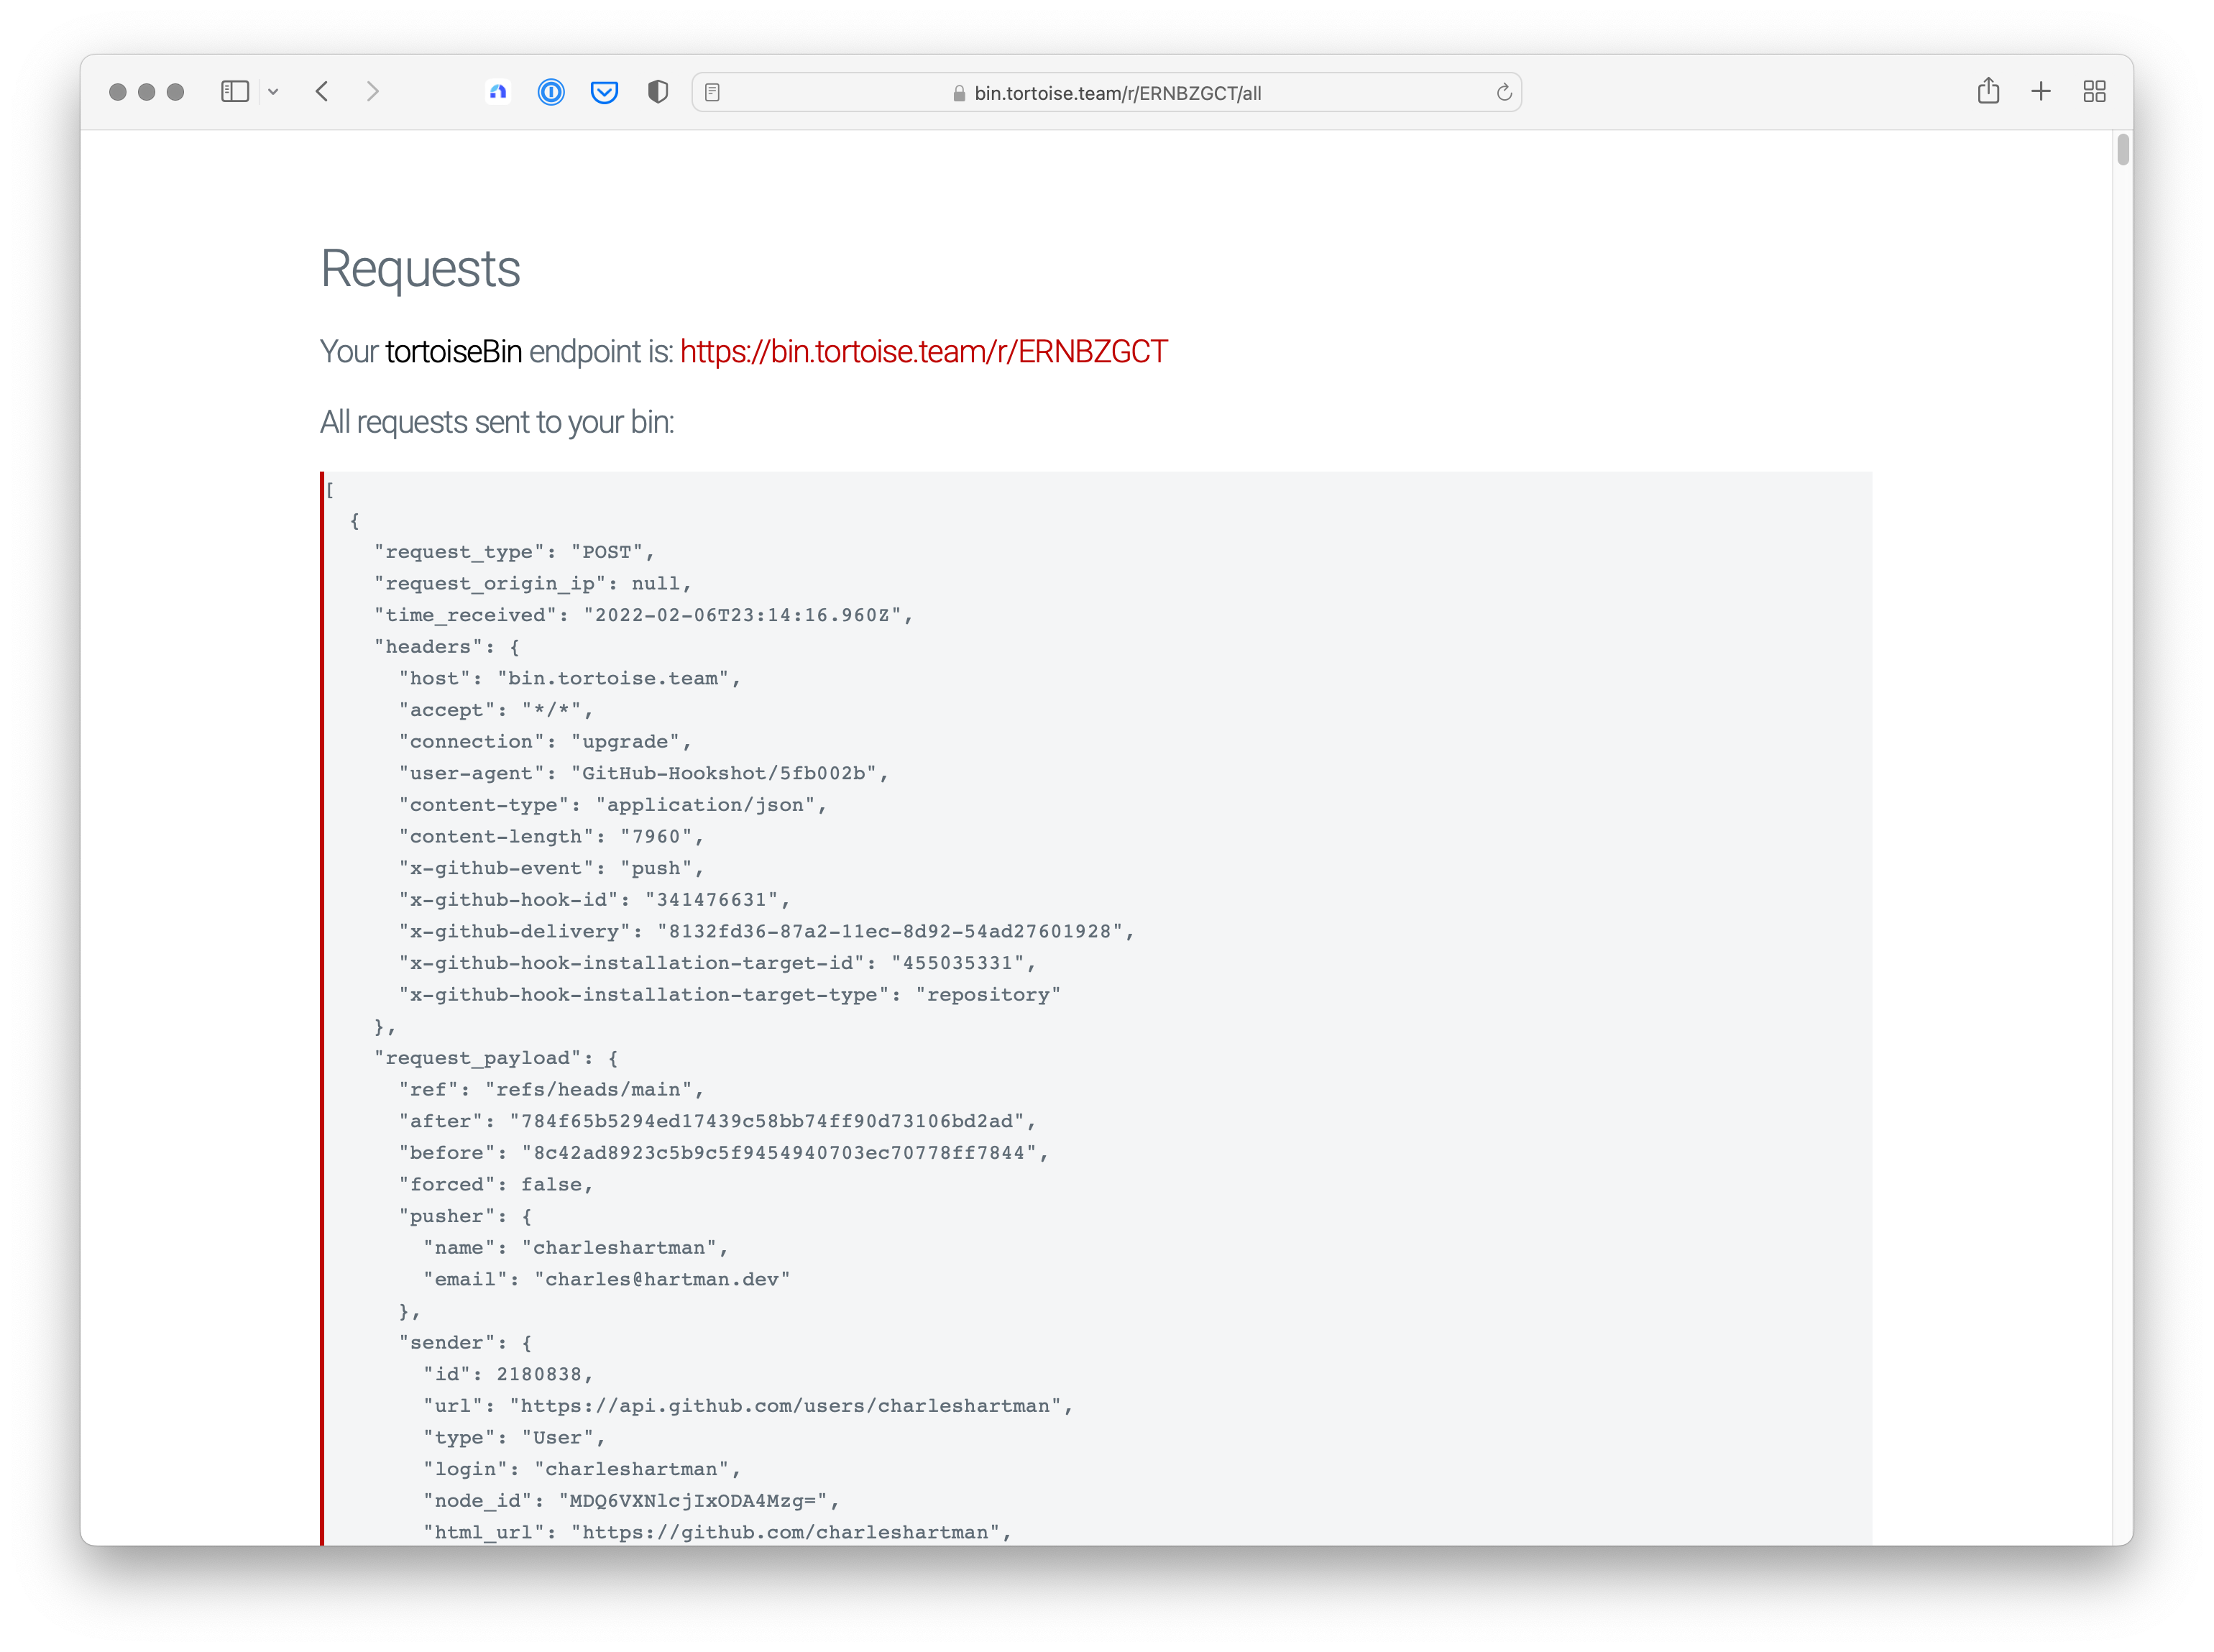 bin.tortoise.team/r/ERNBZGCT/all
Requests
Your tortoiseBin endpoint is: https://bin.tortoise.team/r/ERNBZGCT
All requests sent to your bin:
[
  {
    "request_type": "POST",
    "request_origin_ip": null,
    "time_received": "2022-02-06T23:14:16.960Z",
    "headers": {
      "host": "bin.tortoise.team",
      "accept": "*/*",
      "connection": "upgrade",
      "user-agent": "GitHub-Hookshot/5fb002b",
      "content-type": "application/json",
      "content-length": "7960",
      "x-github-event": "push",
      "x-github-hook-id": "341476631",
      "x-github-delivery": "8132fd36-87a2-11ec-8d92-54ad27601928",
      "x-github-hook-installation-target-id": "455035331",
      "x-github-hook-installation-target-type": "repository"
    },
    "request_payload": {
      "ref": "refs/heads/main",
      "after": "784f65b5294ed17439c58bb74ff90d73106bd2ad",
      "before": "8c42ad8923c5b9c5f9454940703ec70778ff7844",
      "forced": false,
      "pusher": {
        "name": "charleshartman",
        "email": "charles@hartman.dev"
      },
      "sender": {
        "id": 2180838,
        "url": "https://api.github.com/users/charleshartman",
        "type": "User",
        "login": "charleshartman",
        "node_id": "MDQ6VXNlcjIxODA4Mzg=",
        "html_url": "https://github.com/charleshartman",